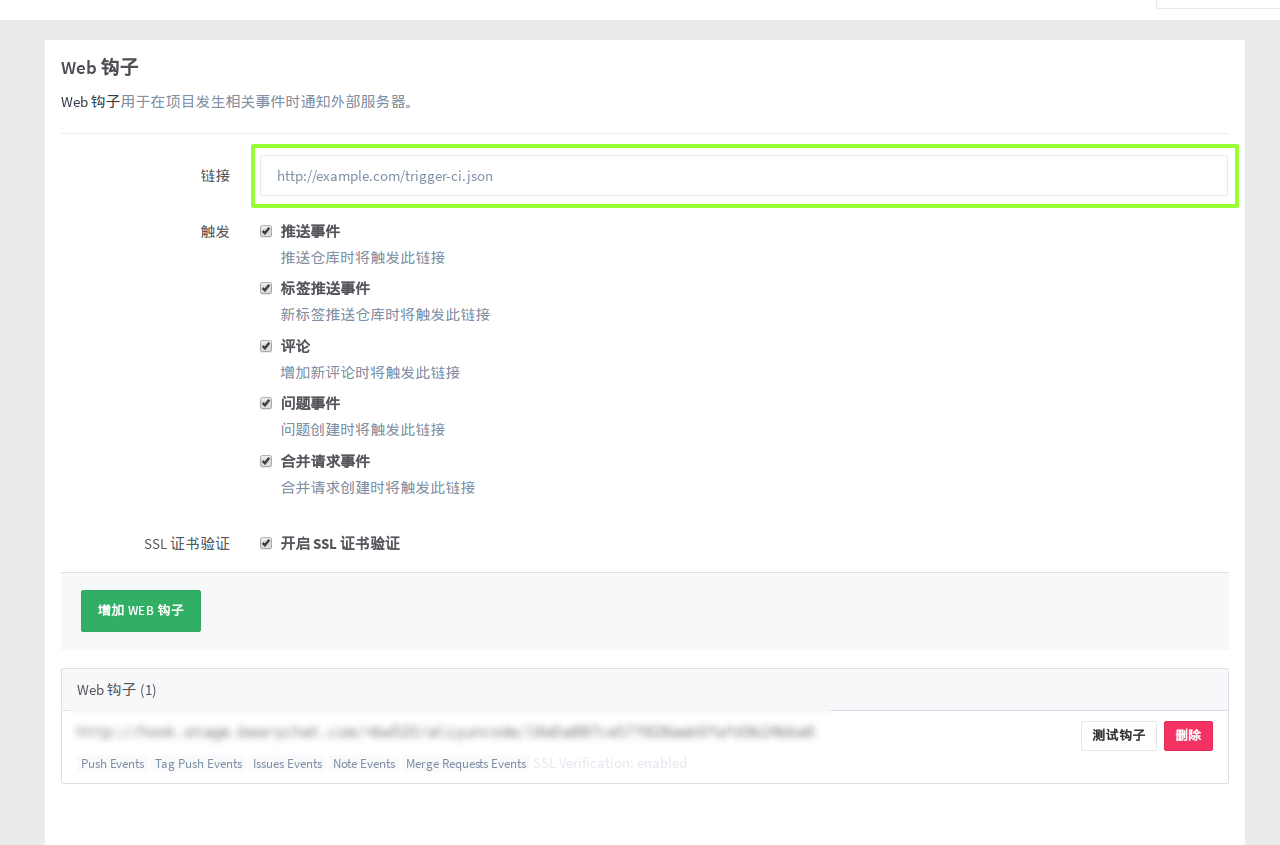 Web 钩子
Web 钩子用于在项目发生相关事件时通知外部服务器。
链接 http://example.com/trigger-ci.json
触发 推送事件
推送仓库时将触发此链接
标签推送事件
新标签推送仓库时将触发此链接
评论
增加新评论时将触发此链接
问题事件
问题创建时将触发此链接
合并请求事件
合并请求创建时将触发此链接
SSL 证书验证 开启 SSL 证书验证
增加 WEB 钩子
Web 钩子 (1)
测试钩子 删除
Push Events Tag Push Events Issues Events Note Events Merge Requests Events SSL Verification: enabled